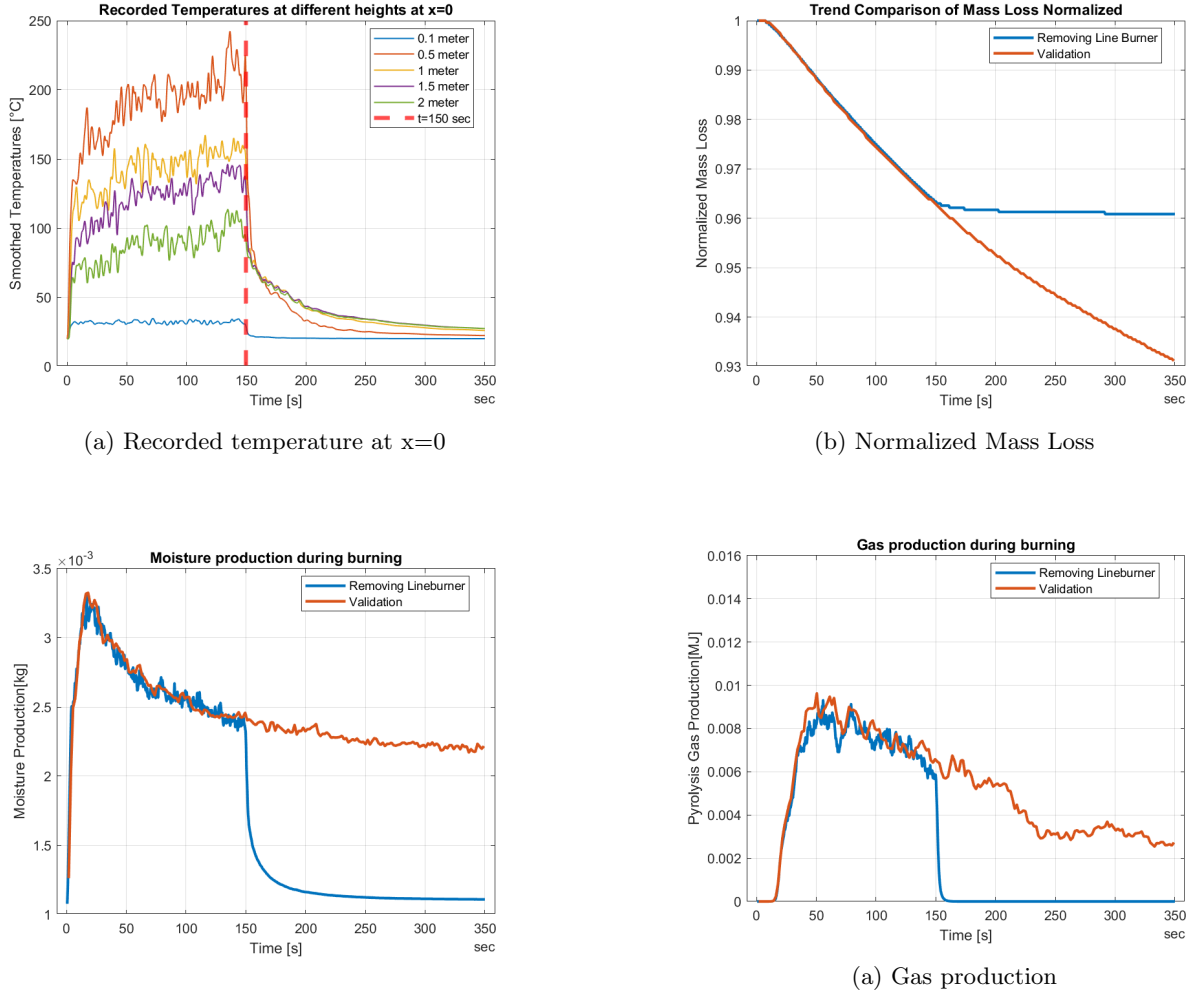 Recorded Temperatures at different heights at x=0
250
200
150
100
50
0
Smoothed Temperatures [°C]
0.1 meter
0.5 meter
1 meter
1.5 meter
2 meter
t=150 sec
0 50 100 150 200 250 300 350
Time [s]
sec
(a) Recorded temperature at x=0
Trend Comparison of Mass Loss Normalized
1
0.99
0.98
0.97
0.96
0.95
0.94
0.93
Normalized Mass Loss
Removing Line Burner
Validation
0 50 100 150 200 250 300 350
Time [s]
sec
(b) Normalized Mass Loss
Moisture production during burning
×10-3
3.5
3
2.5
2
1.5
1
Moisture Production[kg]
Removing Lineburner
Validation
0 50 100 150 200 250 300 350
Time [s]
sec
Gas production during burning
0.016
0.014
0.012
0.01
0.008
0.006
0.004
0.002
0
Pyrolysis Gas Production[MJ]
Removing Lineburner
Validation
0 50 100 150 200 250 300 350
Time [s]
sec
(a) Gas production